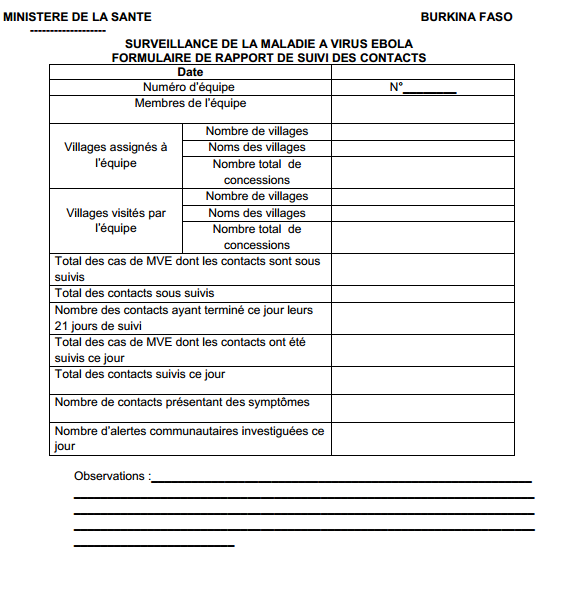 MINISTERE DE LA SANTE BURKINA FASO
-------------------
SURVEILLANCE DE LA MALADIE A VIRUS EBOLA
FORMULAIRE DE RAPPORT DE SUIVI DES CONTACTS
Date
Numéro d'équipe N°________
Membres de l'équipe
Villages assignés à
l'équipe
Nombre de villages
Noms des villages
Nombre total de
concessions
Villages visités par
l'équipe
Nombre de villages
Noms des villages
Nombre total de
concessions
Total des cas de MVE dont les contacts sont sous
suivis
Total des contacts sous suivis
Nombre des contacts ayant terminé ce jour leurs
21 jours de suivi
Total des cas de MVE dont les contacts ont été
suivis ce jour
Total des contacts suivis ce jour
Nombre de contacts présentant des symptômes
Nombre d'alertes communautaires investiguées ce
jour
Observations :